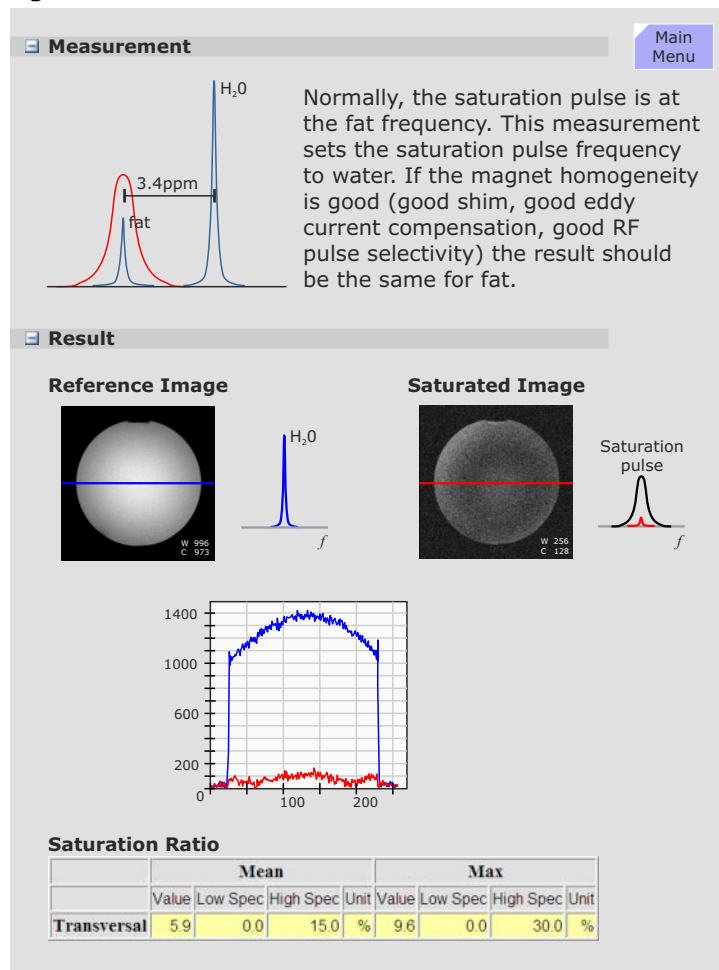 Measurement
Main
Menu
H₂0
3.4ppm
fat
Normally, the saturation pulse is at
the fat frequency. This measurement
sets the saturation pulse frequency
to water. If the magnet homogeneity
is good (good shim, good eddy
current compensation, good RF
pulse selectivity) the result should
be the same for fat.
Result
Reference Image
Saturated Image
H₂0
f
W 996
C 973
Saturation
pulse
f
W 256
C 128
1400
1000
600
200
0
100
200
Saturation Ratio
Mean Max
Value Low Spec High Spec Unit Value Low Spec High Spec Unit
Transversal 5.9 0.0 15.0 % 9.6 0.0 30.0 %